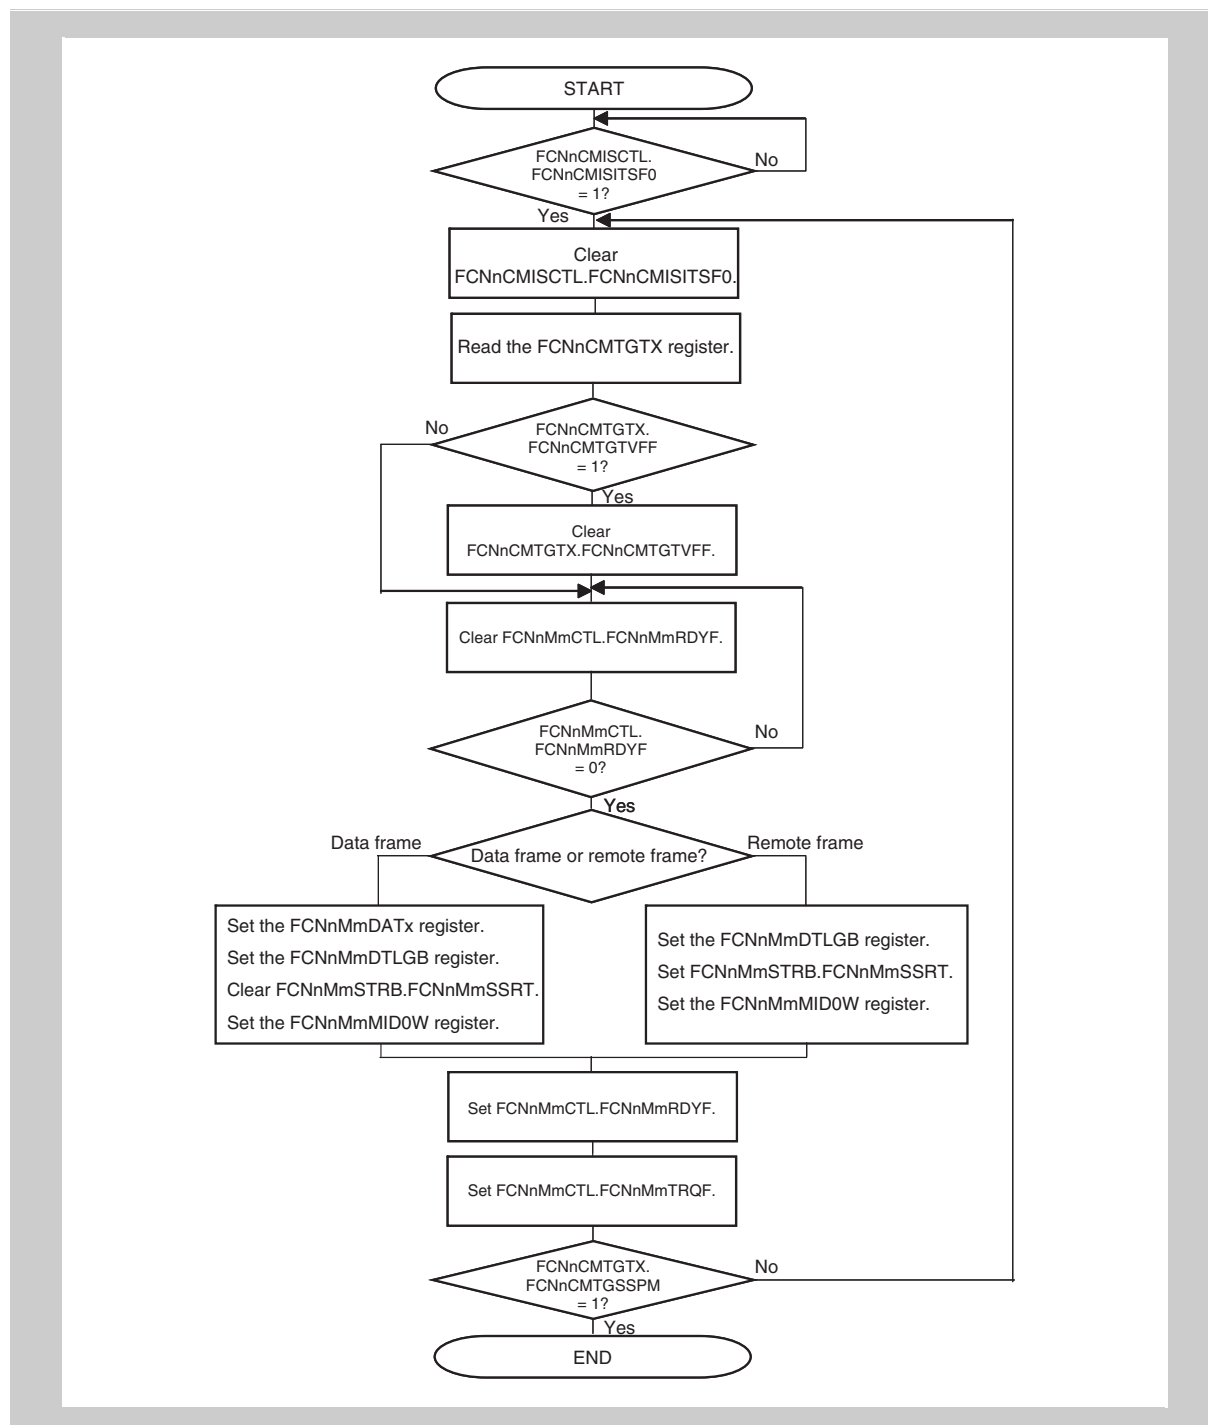 START
FCNnCMISCTL.
FCNnCMISITSF0
= 1?
No
Yes
Clear
FCNnCMISCTL.FCNnCMISITSF0.
Read the FCNnCMTGTX register.
No
FCNnCMTGTX.
FCNnCMTGTVFF
= 1?
Yes
Clear
FCNnCMTGTX.FCNnCMTGTVFF.
Clear FCNnMmCTL.FCNnMmRDYF.
FCNnMmCTL.
FCNnMmRDYF
= 0?
No
Yes
Data frame
Data frame or remote frame?
Remote frame
Set the FCNnMmDATx register.
Set the FCNnMmDTLGB register.
Clear FCNnMmSTRB.FCNnMmSSRT.
Set the FCNnMmMID0W register.
Set the FCNnMmDTLGB register.
Set FCNnMmSTRB.FCNnMmSSRT.
Set the FCNnMmMID0W register.
Set FCNnMmCTL.FCNnMmRDYF.
Set FCNnMmCTL.FCNnMmTRQF.
FCNnCMTGTX.
FCNnCMTGSSPM
= 1?
No
Yes
END